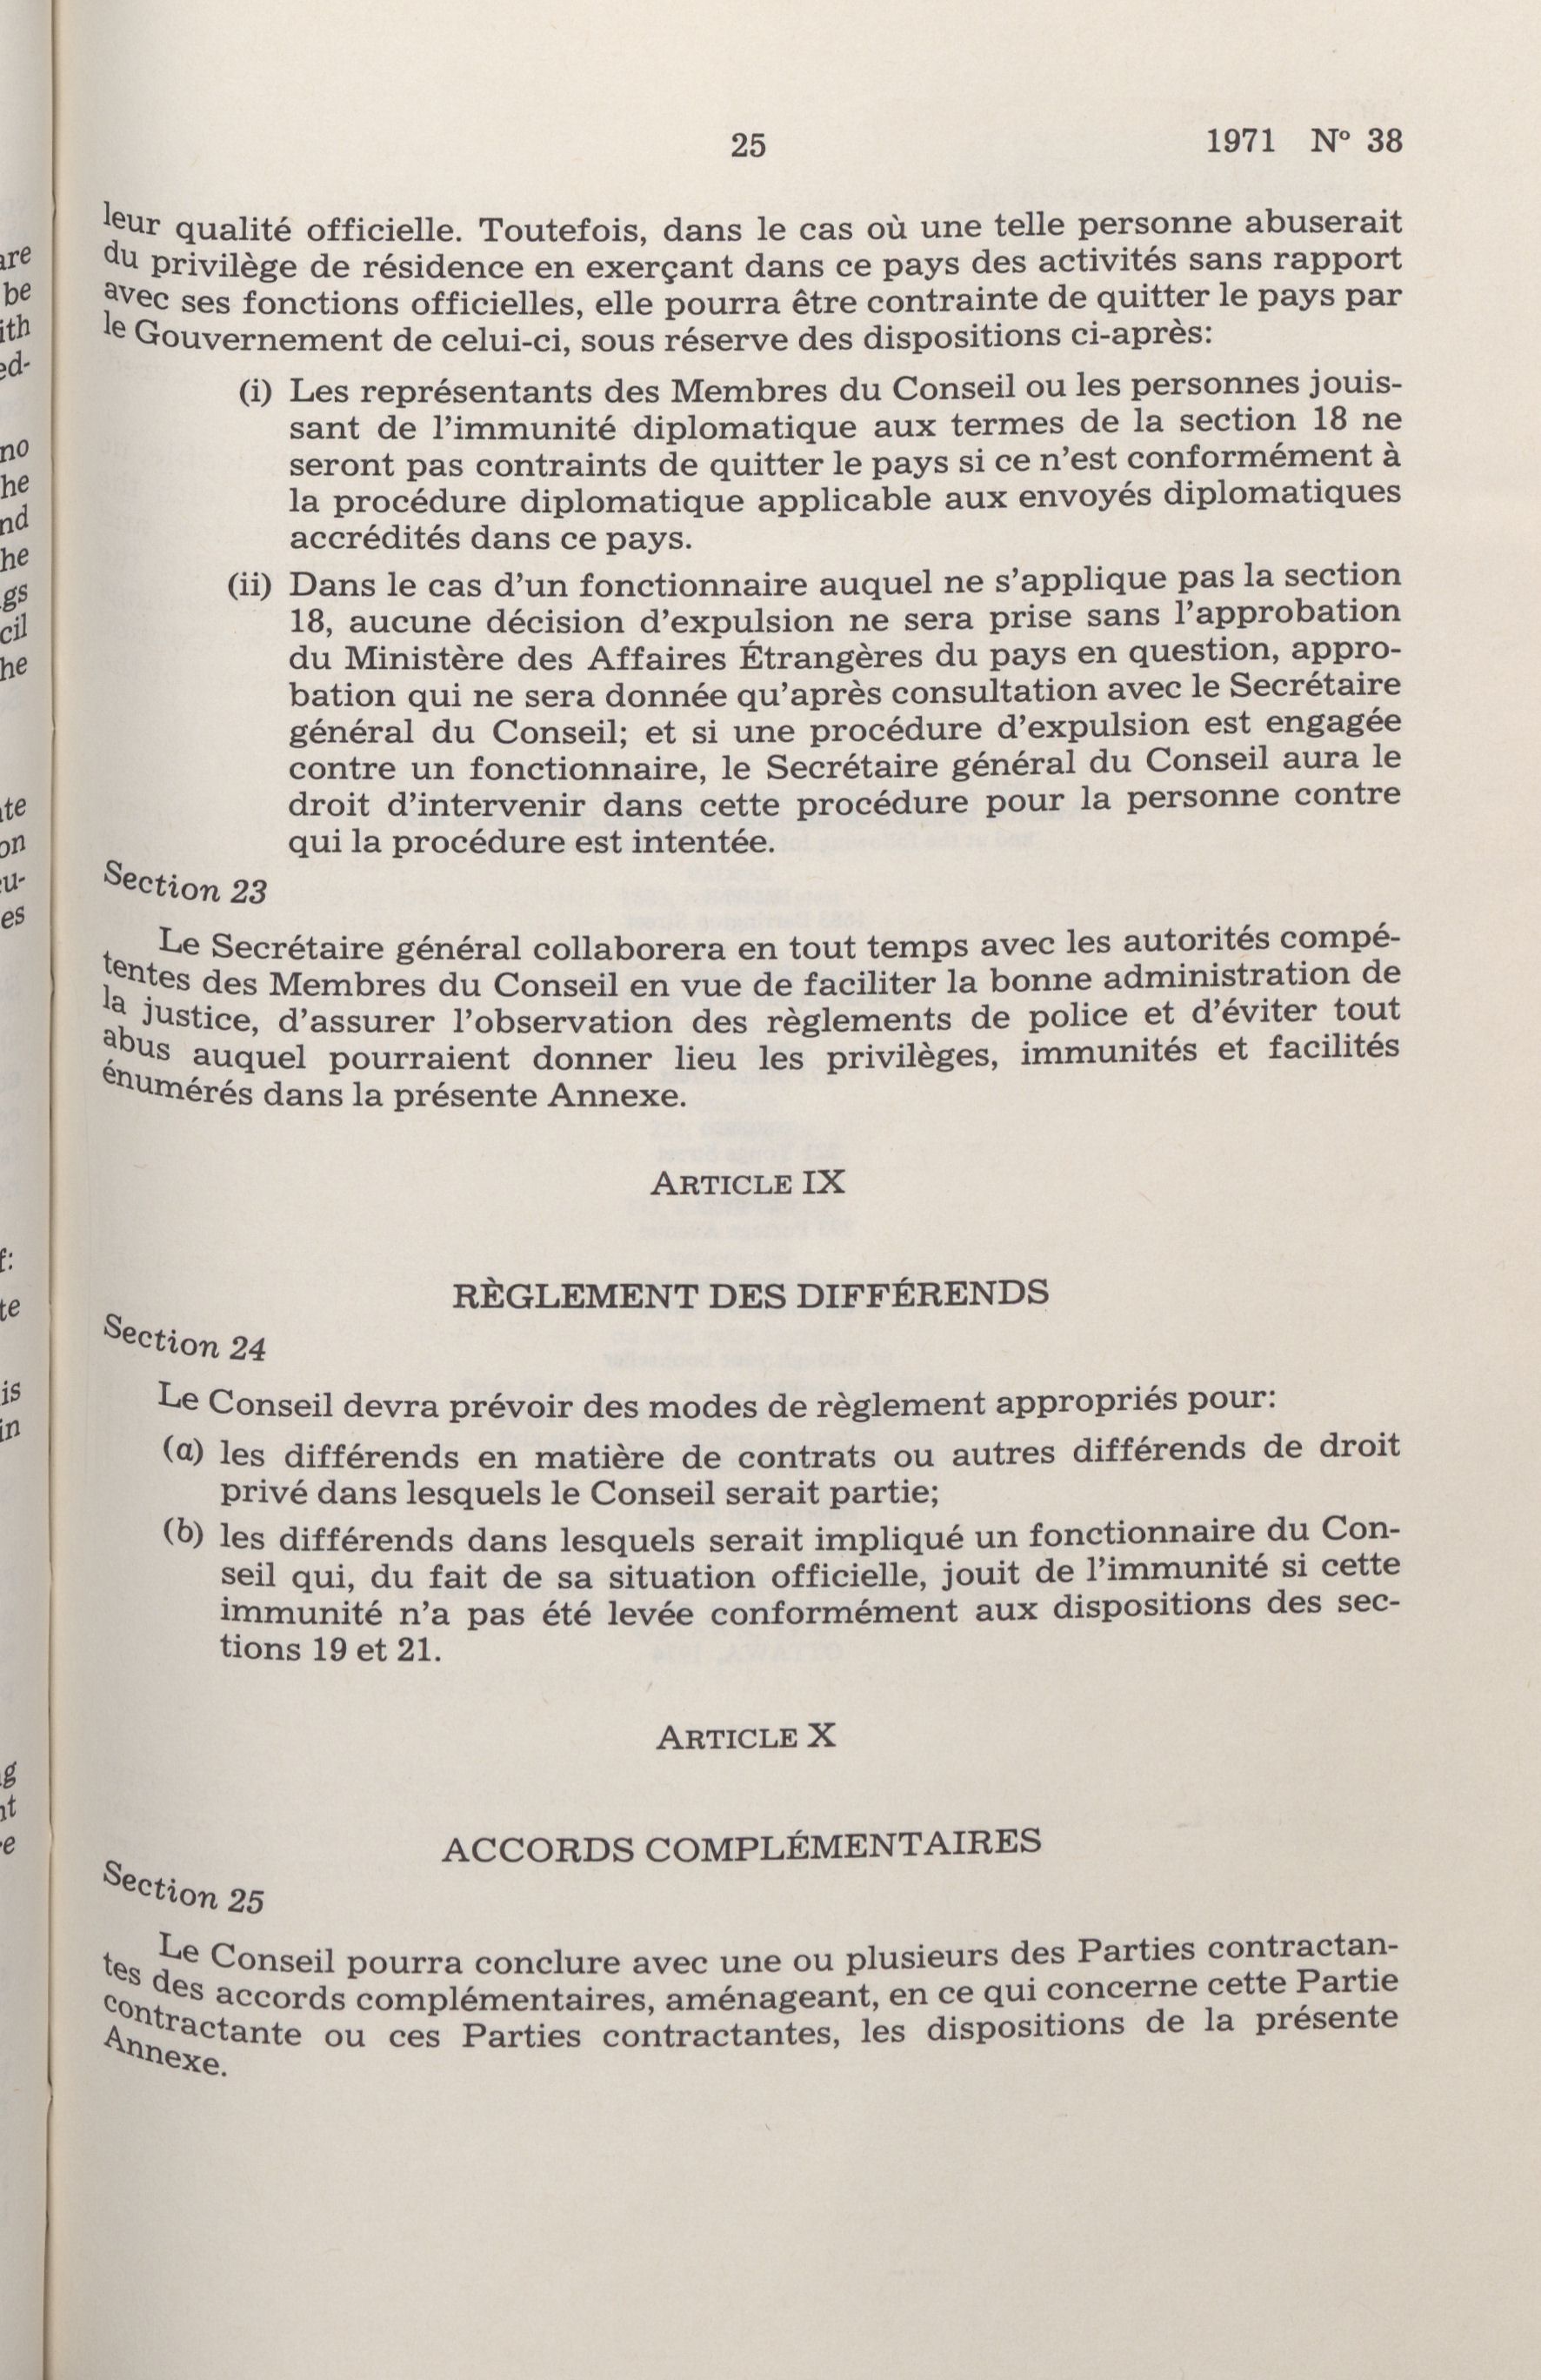 25
1971 Nº 38
leur qualité officielle. Toutefois, dans le cas où une telle personne abuserait
du privilège de résidence en exerçant dans ce pays des activités sans rapport
avec ses fonctions officielles, elle pourra être contrainte de quitter le pays par
le Gouvernement de celui-ci, sous réserve des dispositions ci-après:
(i) Les représentants des Membres du Conseil ou les personnes jouis-
sant de l'immunité diplomatique aux termes de la section 18 ne
seront pas contraints de quitter le pays si ce n'est conformément à
la procédure diplomatique applicable aux envoyés diplomatiques
accrédités dans ce pays.
(ii) Dans le cas d'un fonctionnaire auquel ne s'applique pas la section
18, aucune décision d'expulsion ne sera prise sans l'approbation
du Ministère des Affaires Étrangères du pays en question, appro-
bation qui ne sera donnée qu'après consultation avec le Secrétaire
général du Conseil; et si une procédure d'expulsion est engagée
contre un fonctionnaire, le Secrétaire général du Conseil aura le
droit d'intervenir dans cette procédure pour la personne contre
qui la procédure est intentée.
Section 23
Le Secrétaire général collaborera en tout temps avec les autorités compé-
tentes des Membres du Conseil en vue de faciliter la bonne administration de
la justice, d'assurer l'observation des règlements de police et d'éviter tout
abus auquel pourraient donner lieu les privilèges, immunités et facilités
énumérés dans la présente Annexe.
ARTICLE IX
RÈGLEMENT DES DIFFÉRENDS
Section 24
Le Conseil devra prévoir des modes de règlement appropriés pour:
(a) les différends en matière de contrats ou autres différends de droit
privé dans lesquels le Conseil serait partie;
(b) les différends dans lesquels serait impliqué un fonctionnaire du Con-
seil qui, du fait de sa situation officielle, jouit de l'immunité si cette
immunité n'a pas été levée conformément aux dispositions des sec-
tions 19 et 21.
ARTICLE X
ACCORDS COMPLÉMENTAIRES
Section 25
Le Conseil pourra conclure avec une ou plusieurs des Parties contractan-
tes des accords complémentaires, aménageant, en ce qui concerne cette Partie
contractante ou ces Parties contractantes, les dispositions de la présente
Annexe.